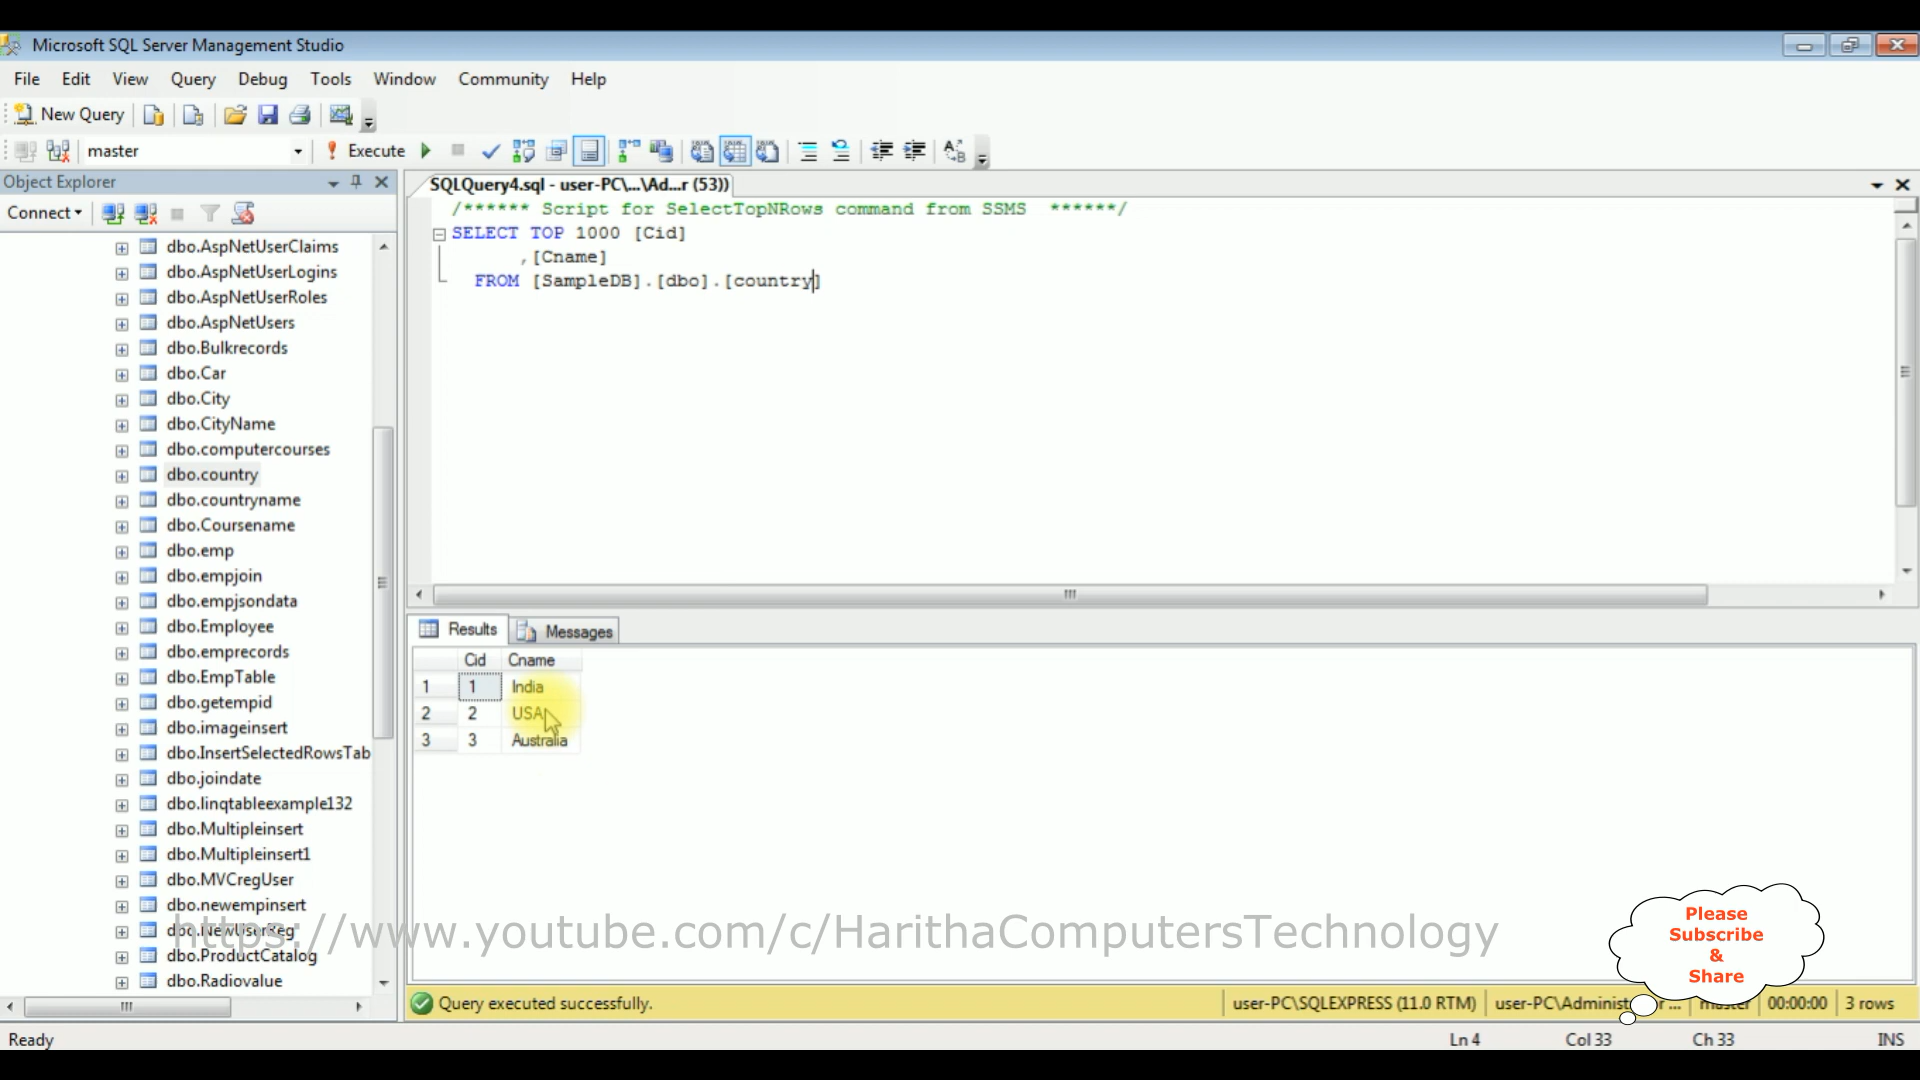 Microsoft SQL Server Management Studio
File Edit View Query Debug Tools Window Community Help
New Query
master Execute
Object Explorer
Connect
dbo.AspNetUserClaims
dbo.AspNetUserLogins
dbo.AspNetUserRoles
dbo.AspNetUsers
dbo.Bulkrecords
dbo.Car
dbo.City
dbo.CityName
dbo.computercourses
dbo.country
dbo.countryname
dbo.Coursename
dbo.emp
dbo.empjoin
dbo.empjsondata
dbo.Employee
dbo.emprecords
dbo.EmpTable
dbo.getempid
dbo.imageinsert
dbo.InsertSelectedRowsTab
dbo.joindate
dbo.linqtableexample132
dbo.Multipleinsert
dbo.Multipleinsert1
dbo.MVCregUser
dbo.newempinsert
dbo.NewUserReg
dbo.ProductCatalog
dbo.Radiovalue
SQLQuery4.sql - user-PC\...\Ad...r (53))
/****** Script for SelectTopNRows command from SSMS ******/
SELECT TOP 1000 [Cid]
,[Cname]
FROM [SampleDB].[dbo].[country]
Results Messages
Cid Cname
1 1 India
2 2 USA
3 3 Australia
https://www.youtube.com/c/HarithaComputersTechnology
Please
Subscribe
&
Share
Query executed successfully. user-PC\SQLEXPRESS (11.0 RTM) user-PC\Administ r ... master 00:00:00 3 rows
Ready Ln 4 Col 33 Ch 33 INS